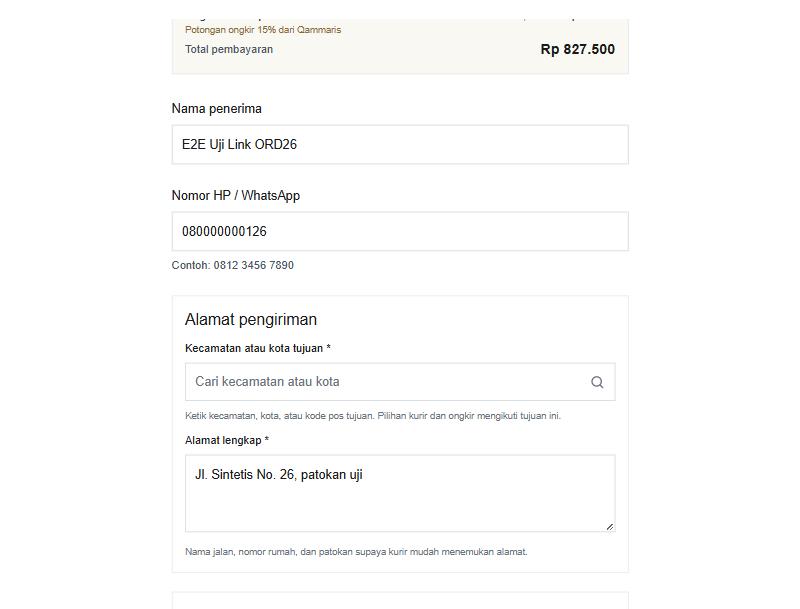 Potongan ongkir 15% dari Qammaris
Total pembayaran Rp 827.500
Nama penerima
E2E Uji Link ORD26
Nomor HP / WhatsApp
080000000126
Contoh: 0812 3456 7890
Alamat pengiriman
Kecamatan atau kota tujuan *
Cari kecamatan atau kota
Ketik kecamatan, kota, atau kode pos tujuan. Pilihan kurir dan ongkir mengikuti tujuan ini.
Alamat lengkap *
Jl. Sintetis No. 26, patokan uji
Nama jalan, nomor rumah, dan patokan supaya kurir mudah menemukan alamat.